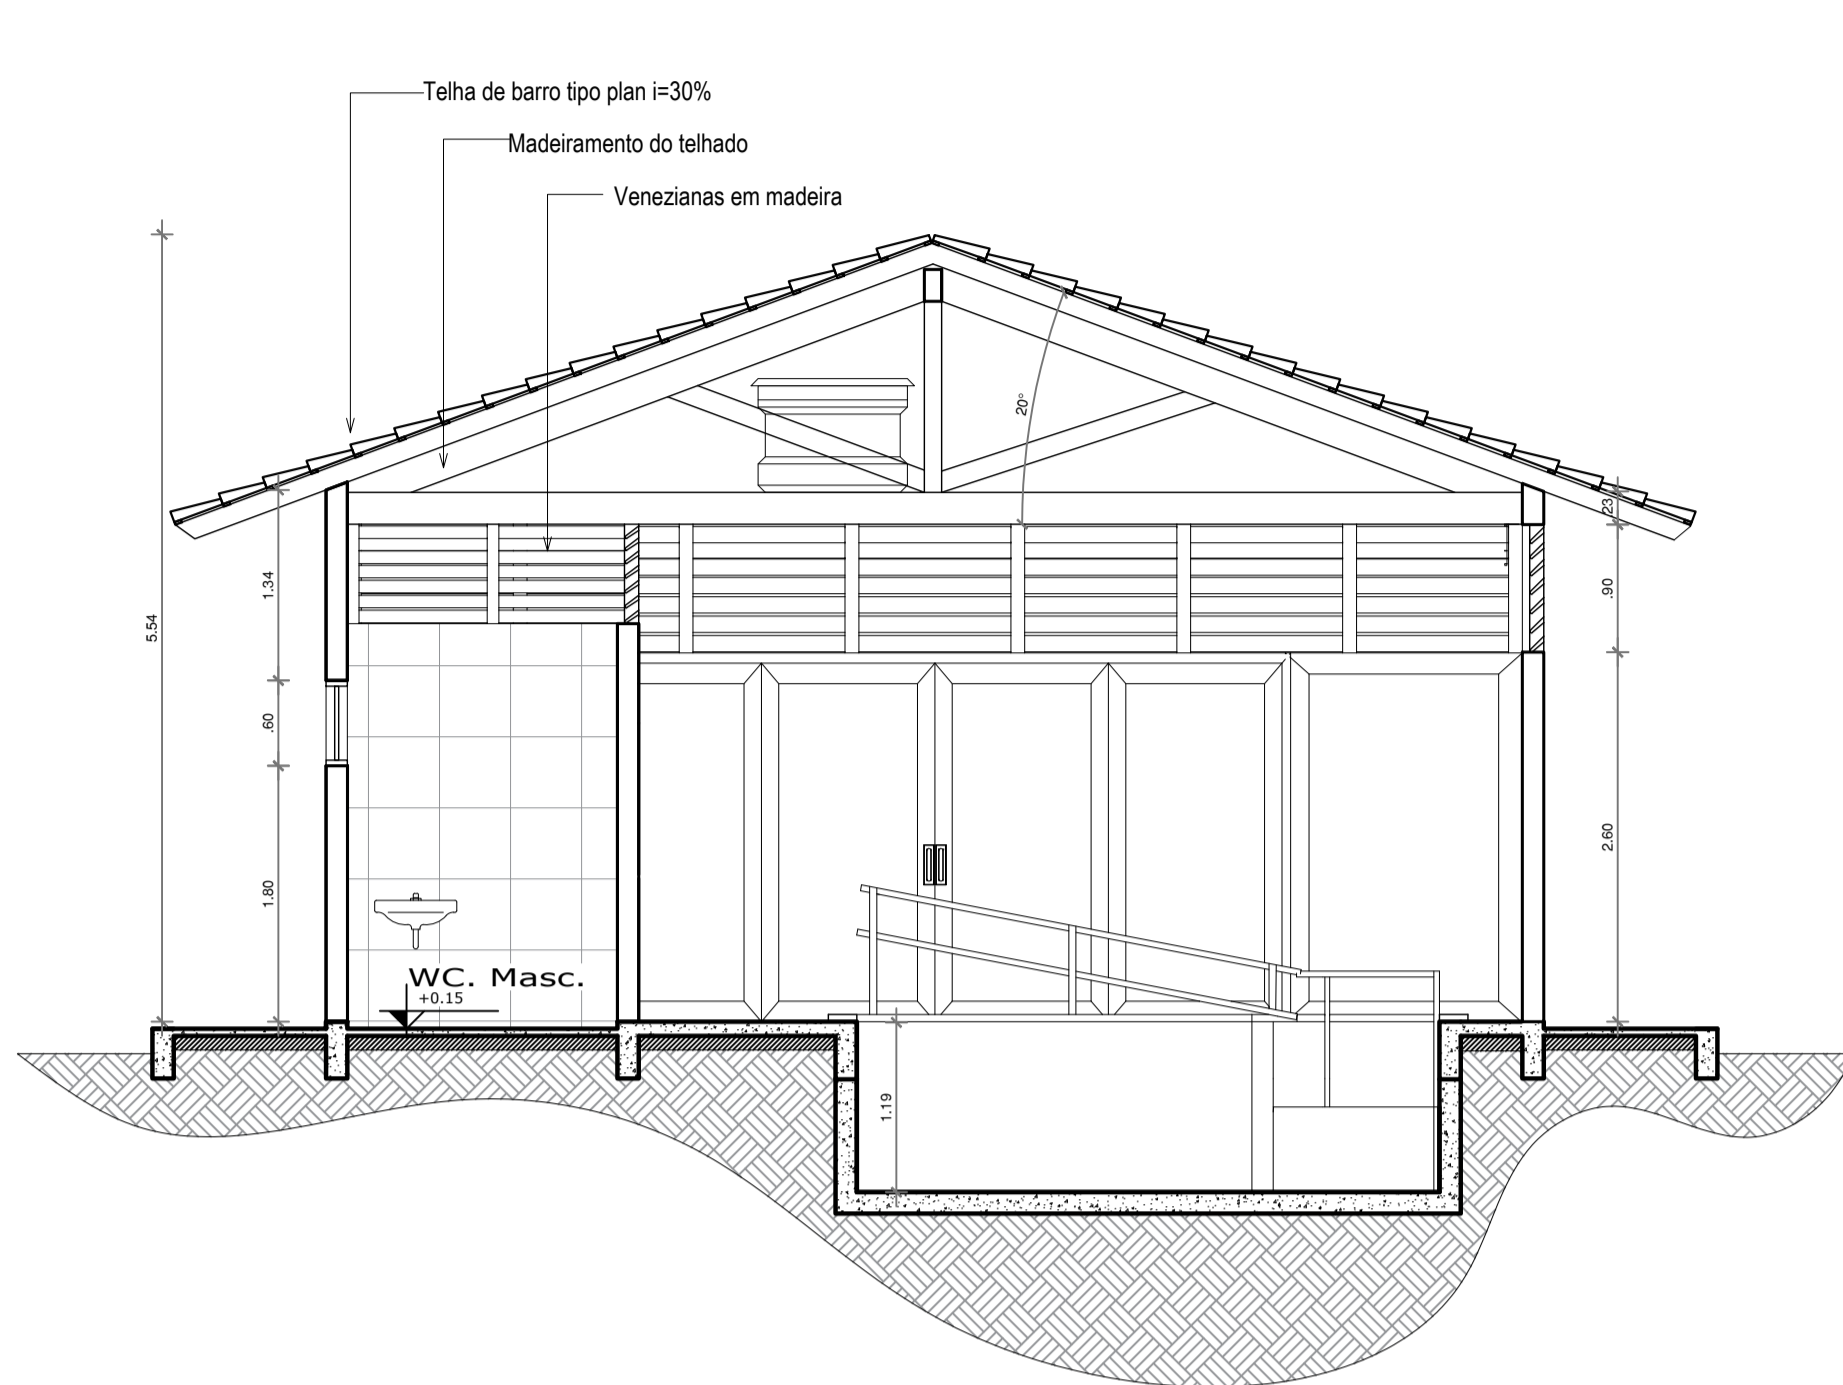 Telha de barro tipo plan i=30%
Madeiramento do telhado
Venezianas em madeira
20°
.23
1.34
.90
5.54
.60
2.60
1.80
WC. Masc.
+0.15
1.19